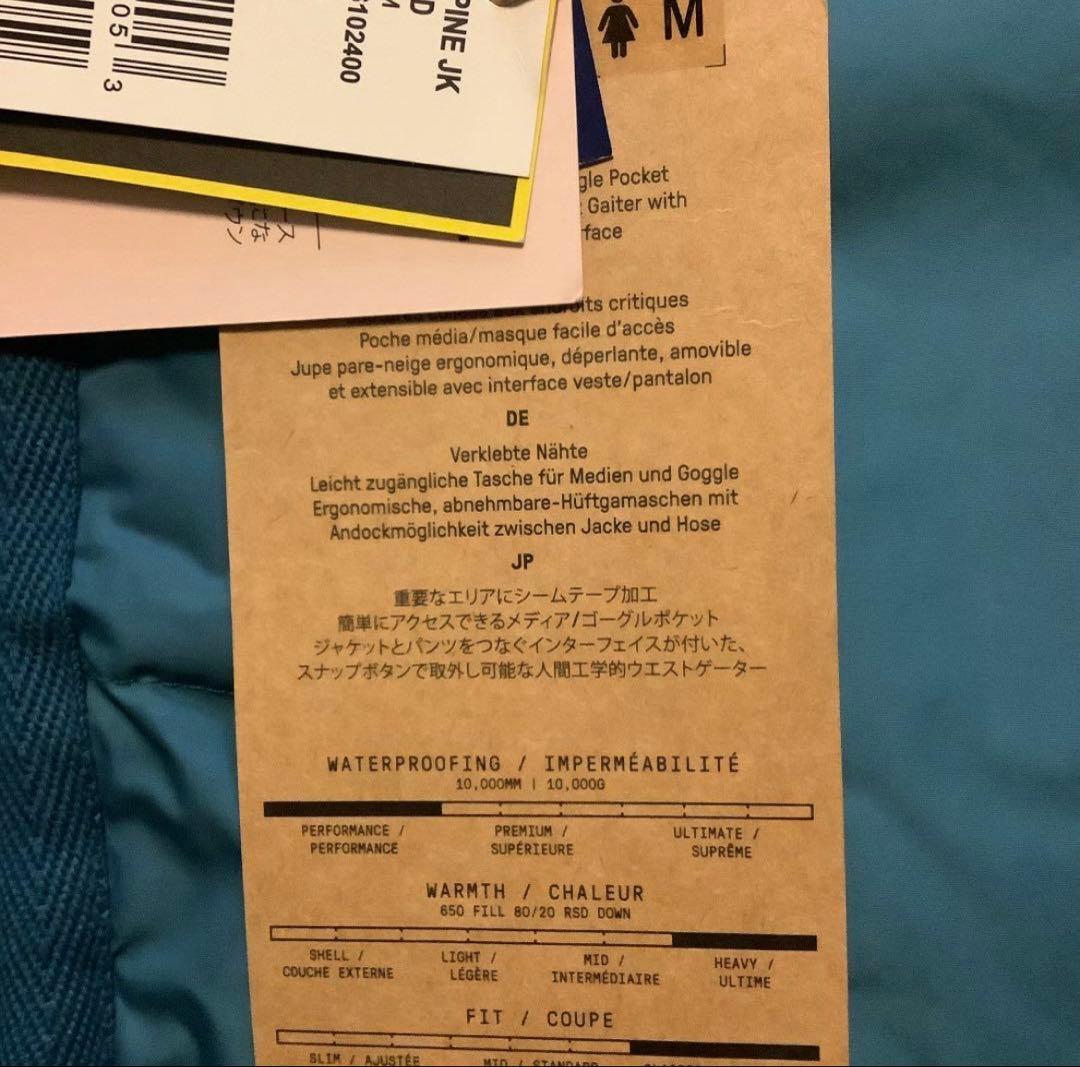 PINE JK
D
102400
05
3
M
gle Pocket
Gaiter with
face
critiques
Poche média/masque facile d'accès
Jupe pare-neige ergonomique, déperlante, amovible
et extensible avec interface veste/pantalon
DE
Verklebte Nähte
Leicht zugängliche Tasche für Medien und Goggle
Ergonomische, abnehmbare-Hüftgamaschen mit
Andockmöglichkeit zwischen Jacke und Hose
JP
重要なエリアにシームテープ加工
簡単にアクセスできるメディア/ゴーグルポケット
ジャケットとパンツをつなぐインターフェイスが付いた、
スナップボタンで取外し可能な人間工学的ウエストゲーター
WATERPROOFING / IMPERMÉABILITÉ
10,000MM | 10,000G
PERFORMANCE / PREMIUM / ULTIMATE /
PERFORMANCE SUPÉRIEURE SUPRÊME
WARMTH / CHALEUR
650 FILL 80/20 RSD DOWN
SHELL / LIGHT / MID / HEAVY /
COUCHE EXTERNE LÉGÈRE INTERMÉDIAIRE ULTIME
FIT / COUPE
SLIM / AJUSTÉE MID / STANDARD